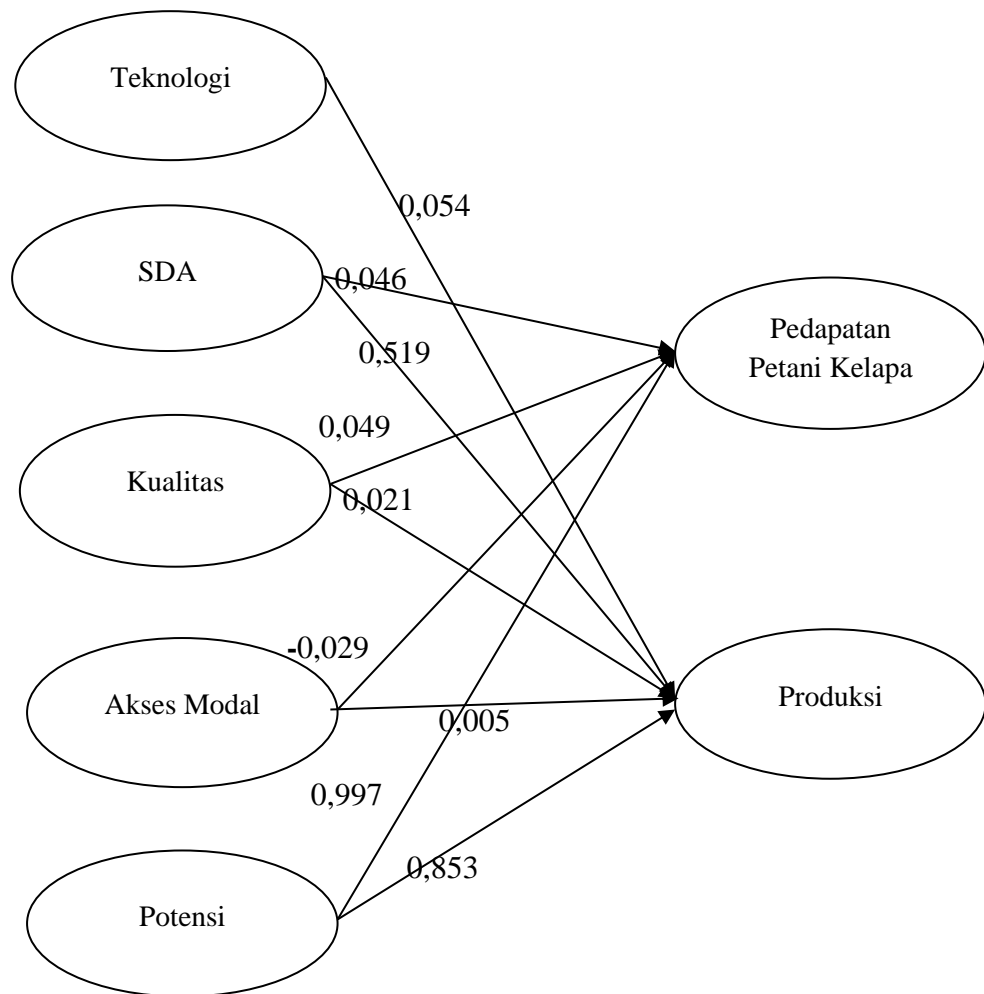 Teknologi
0,054
SDA
0,046
Pedapatan
Petani Kelapa
0,519
0,049
Kualitas
0,021
-0,029
Akses Modal
Produksi
0,005
0,997
0,853
Potensi